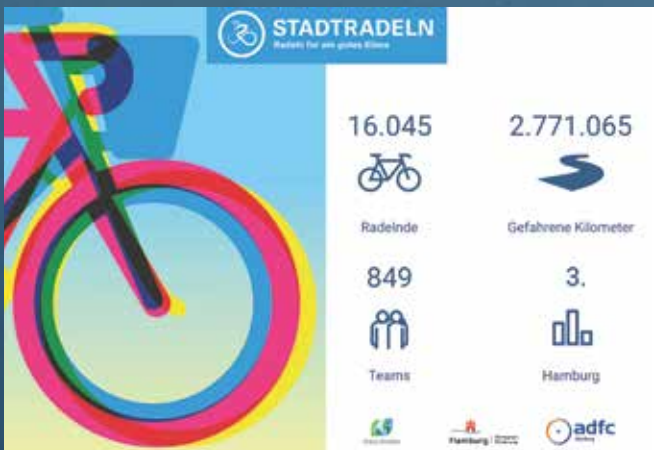 STADTRADELN
Radeln für ein gutes Klima
16.045
2.771.065
Radelnde
Gefahrene Kilometer
849
3.
Teams
Hamburg
Hamburg
adfc